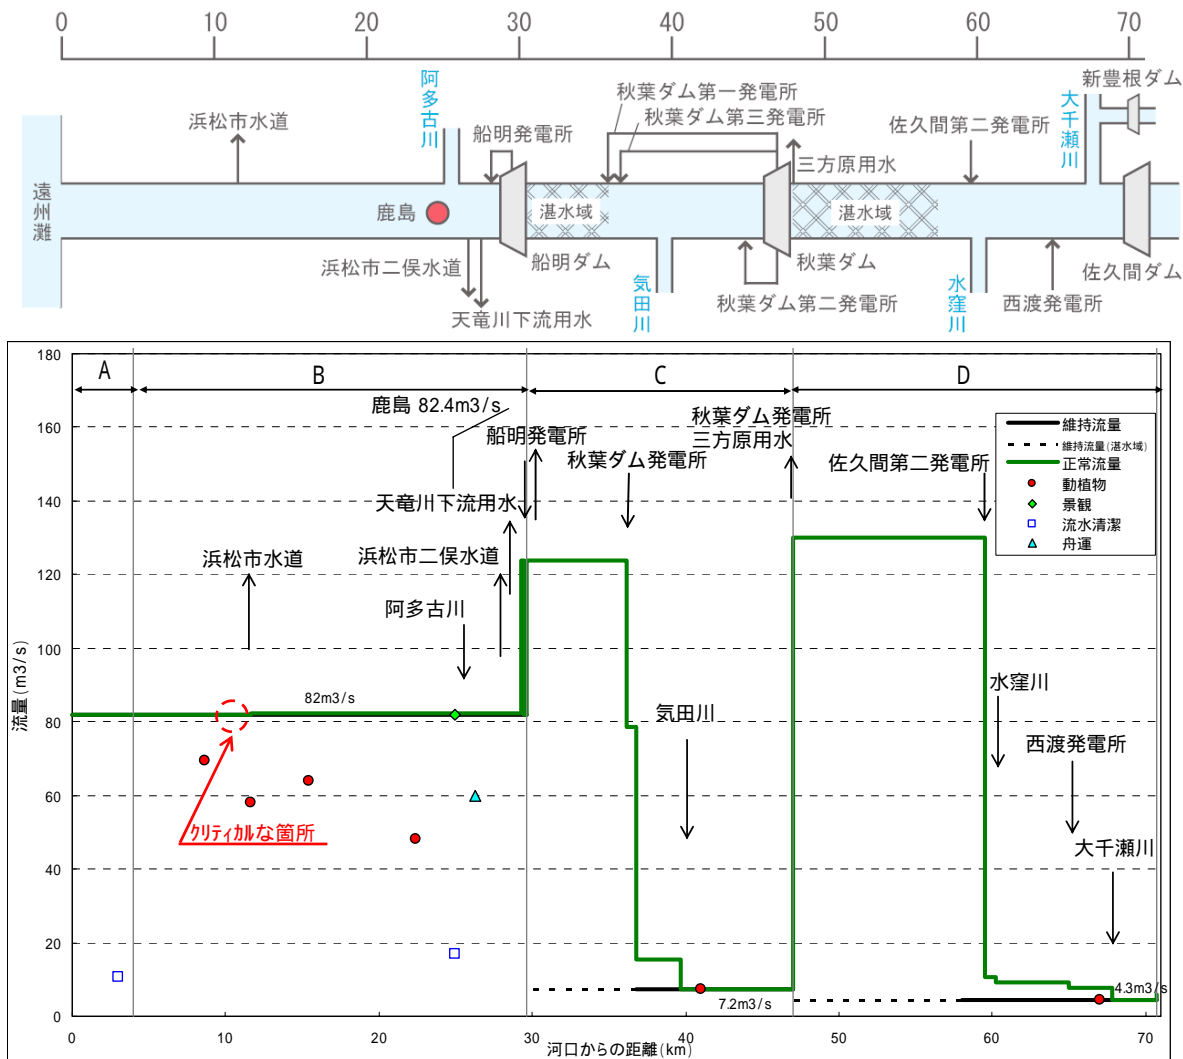 0 10 20 30 40 50 60 70
新豊根ダム
阿多古川
秋葉ダム第一発電所
大千瀬川
浜松市水道
船明発電所
秋葉ダム第三発電所
佐久間第二発電所
三方原用水
遠州灘
鹿島
湛水域
湛水域
浜松市二俣水道
船明ダム
秋葉ダム
佐久間ダム
気田川
秋葉ダム第二発電所
水窪川
西渡発電所
天竜川下流用水
180
160
140
120
100
80
60
40
20
0
流量(m3/s)
A B C D
鹿島 82.4m3/s
船明発電所
秋葉ダム発電所
三方原用水
秋葉ダム発電所
佐久間第二発電所
天竜川下流用水
浜松市水道
浜松市二俣水道
阿多古川
82m3/s
気田川
水窪川
西渡発電所
大千瀬川
クリティカルな箇所
7.2m3/s
4.3m3/s
維持流量
維持流量(湛水域)
正常流量
動植物
景観
流水清潔
舟運
0 10 20 30 40 50 60 70
河口からの距離(km)